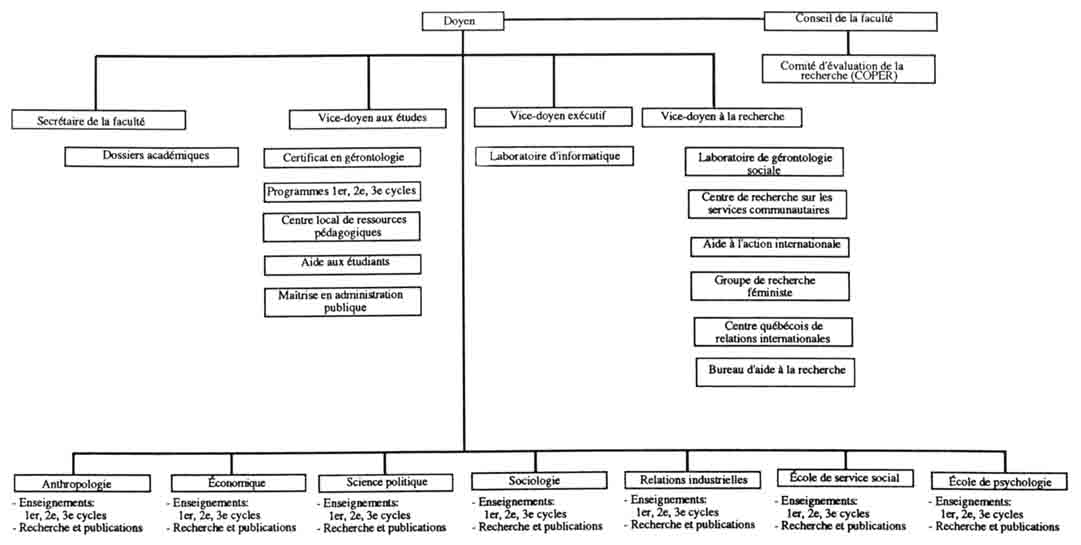 Doyen
Conseil de la faculté
Comité d'évaluation de la
recherche (COPER)
Secrétaire de la faculté
Vice-doyen aux études
Vice-doyen exécutif
Vice-doyen à la recherche
Dossiers académiques
Certificat en gérontologie
Programmes 1er, 2e, 3e cycles
Centre local de ressources
pédagogiques
Aide aux étudiants
Maîtrise en administration
publique
Laboratoire d'informatique
Laboratoire de gérontologie
sociale
Centre de recherche sur les
services communautaires
Aide à l'action internationale
Groupe de recherche
féministe
Centre québécois de
relations internationales
Bureau d'aide à la recherche
Anthropologie
- Enseignements:
1er, 2e, 3e cycles
- Recherche et publications
Économique
- Enseignements:
1er, 2e, 3e cycles
- Recherche et publications
Science politique
- Enseignements:
1er, 2e, 3e cycles
- Recherche et publications
Sociologie
- Enseignements:
1er, 2e, 3e cycles
- Recherche et publications
Relations industrielles
- Enseignements:
1er, 2e, 3e cycles
- Recherche et publications
École de service social
- Enseignements:
1er, 2e, 3e cycles
- Recherche et publications
École de psychologie
- Enseignements:
1er, 2e, 3e cycles
- Recherche et publications